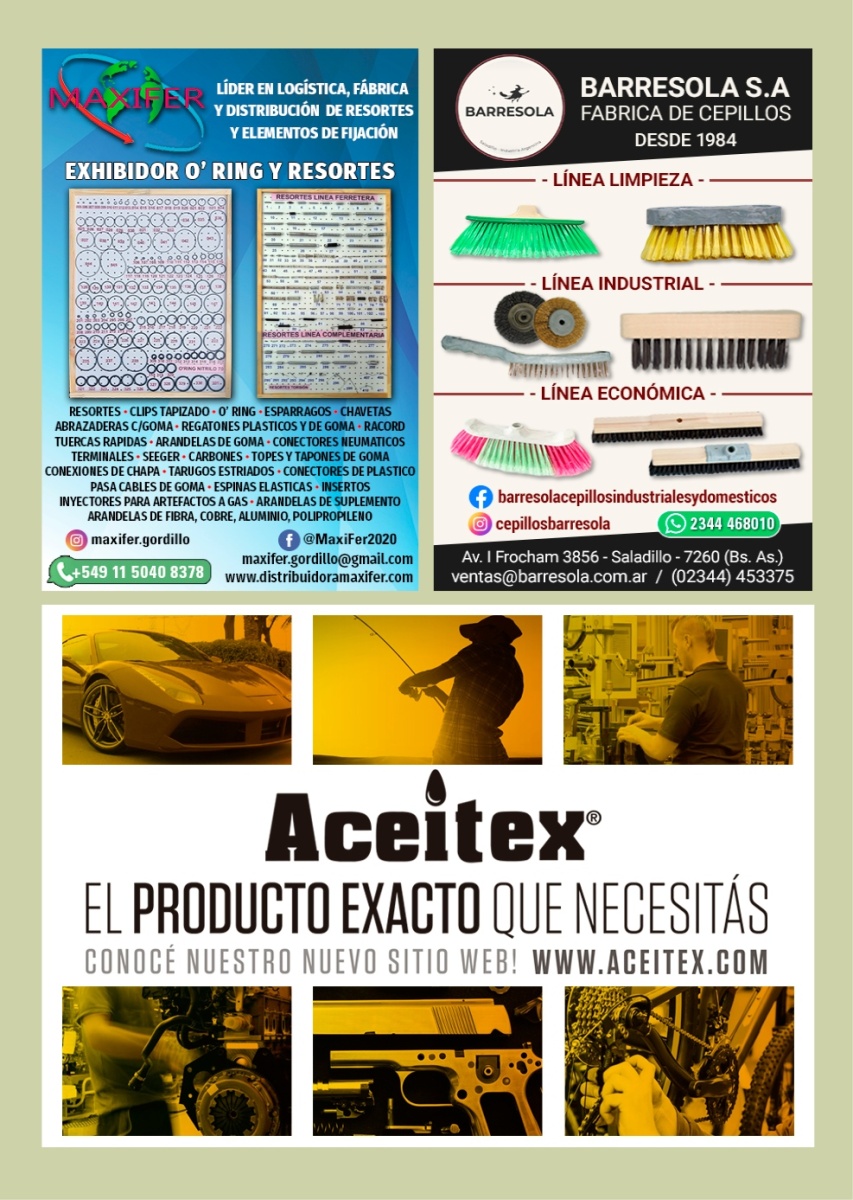 MAXIFER
LÍDER EN LOGÍSTICA, FÁBRICA
Y DISTRIBUCIÓN DE RESORTES
Y ELEMENTOS DE FIJACIÓN
EXHIBIDOR O’ RING Y RESORTES
RESORTES LINEA FERRETERA
RESORTES LINEA COMPLEMENTARIA
O'RING NITRILO 70
RESORTES • CLIPS TAPIZADO • O’ RING • ESPARRAGOS • CHAVETAS
ABRAZADERAS C/GOMA • REGATONES PLASTICOS Y DE GOMA • RACORD
TUERCAS RAPIDAS • ARANDELAS DE GOMA • CONECTORES NEUMATICOS
TERMINALES • SEEGER • CARBONES • TOPES Y TAPONES DE GOMA
CONEXIONES DE CHAPA • TARUGOS ESTRIADOS • CONECTORES DE PLASTICO
PASA CABLES DE GOMA • ESPINAS ELASTICAS • INSERTOS
INYECTORES PARA ARTEFACTOS A GAS • ARANDELAS DE SUPLEMENTO
ARANDELAS DE FIBRA, COBRE, ALUMINIO, POLIPROPILENO
maxifer.gordillo
@MaxiFer2020
+549 11 5040 8378
maxifer.gordillo@gmail.com
www.distribuidoramaxifer.com
BARRESOLA
BARRESOLA S.A
FABRICA DE CEPILLOS
DESDE 1984
- LÍNEA LIMPIEZA -
- LÍNEA INDUSTRIAL -
- LÍNEA ECONÓMICA -
barresolacepillosindustrialesydomesticos
cepillosbarresola
2344 468010
Av. I Frocham 3856 - Saladillo - 7260 (Bs. As.)
ventas@barresola.com.ar / (02344) 453375
Aceitex®
EL PRODUCTO EXACTO QUE NECESITÁS
CONOCÉ NUESTRO NUEVO SITIO WEB! WWW.ACEITEX.COM